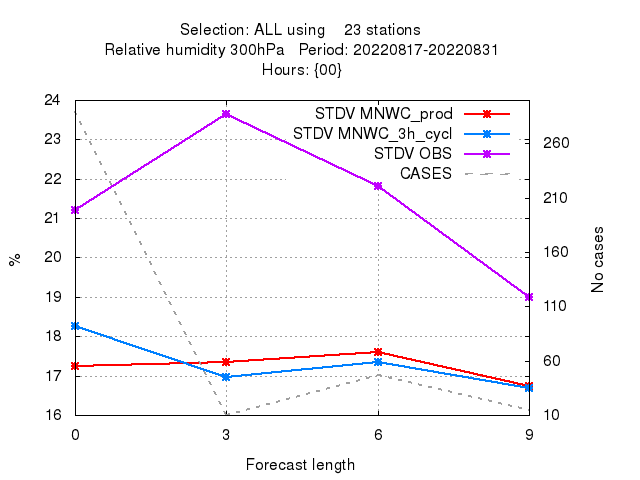 Selection: ALL using    23 stations
Relative humidity 300hPa   Period: 20220817-20220831
Hours: {00}
STDV MNWC_prod
STDV MNWC_3h_cycl
STDV OBS
CASES
24
23
22
21
20
19
18
17
16
260
210
160
110
60
10
%
No cases
0 3 6 9
Forecast length